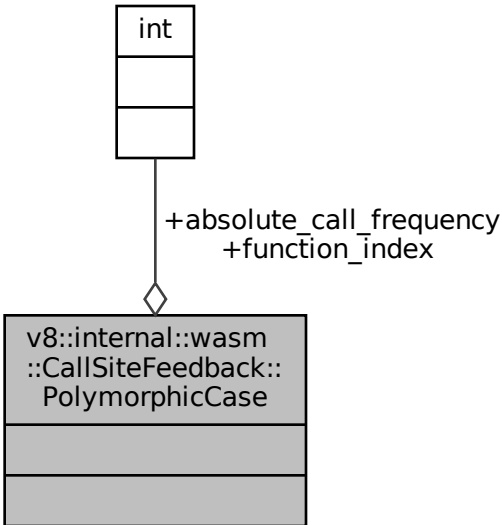 int
+absolute_call_frequency
+function_index
v8::internal::wasm
::CallSiteFeedback::
PolymorphicCase